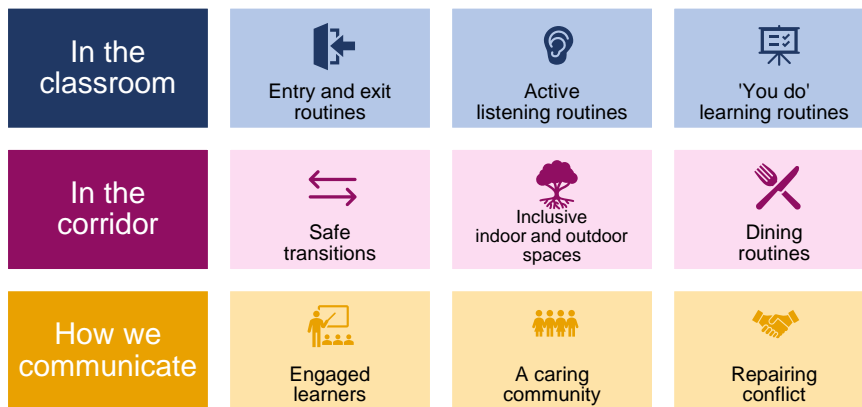 In the
classroom
Entry and exit
routines
Active
listening routines
'You do'
learning routines
In the
corridor
Safe
transitions
Inclusive
indoor and outdoor
spaces
Dining
routines
How we
communicate
Engaged
learners
A caring
community
Repairing
conflict